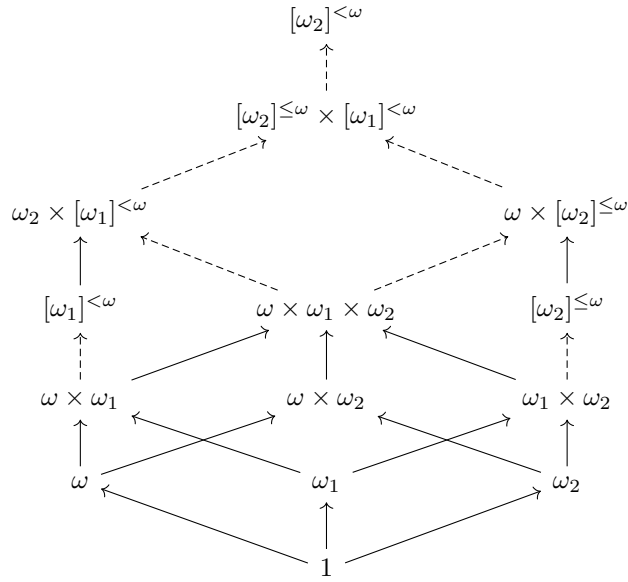 [ω₂]^{<ω}
[ω₂]^{≤ω} × [ω₁]^{<ω}
ω₂ × [ω₁]^{<ω} ω × [ω₂]^{≤ω}
[ω₁]^{<ω} ω × ω₁ × ω₂ [ω₂]^{≤ω}
ω × ω₁ ω × ω₂ ω₁ × ω₂
ω ω₁ ω₂
1